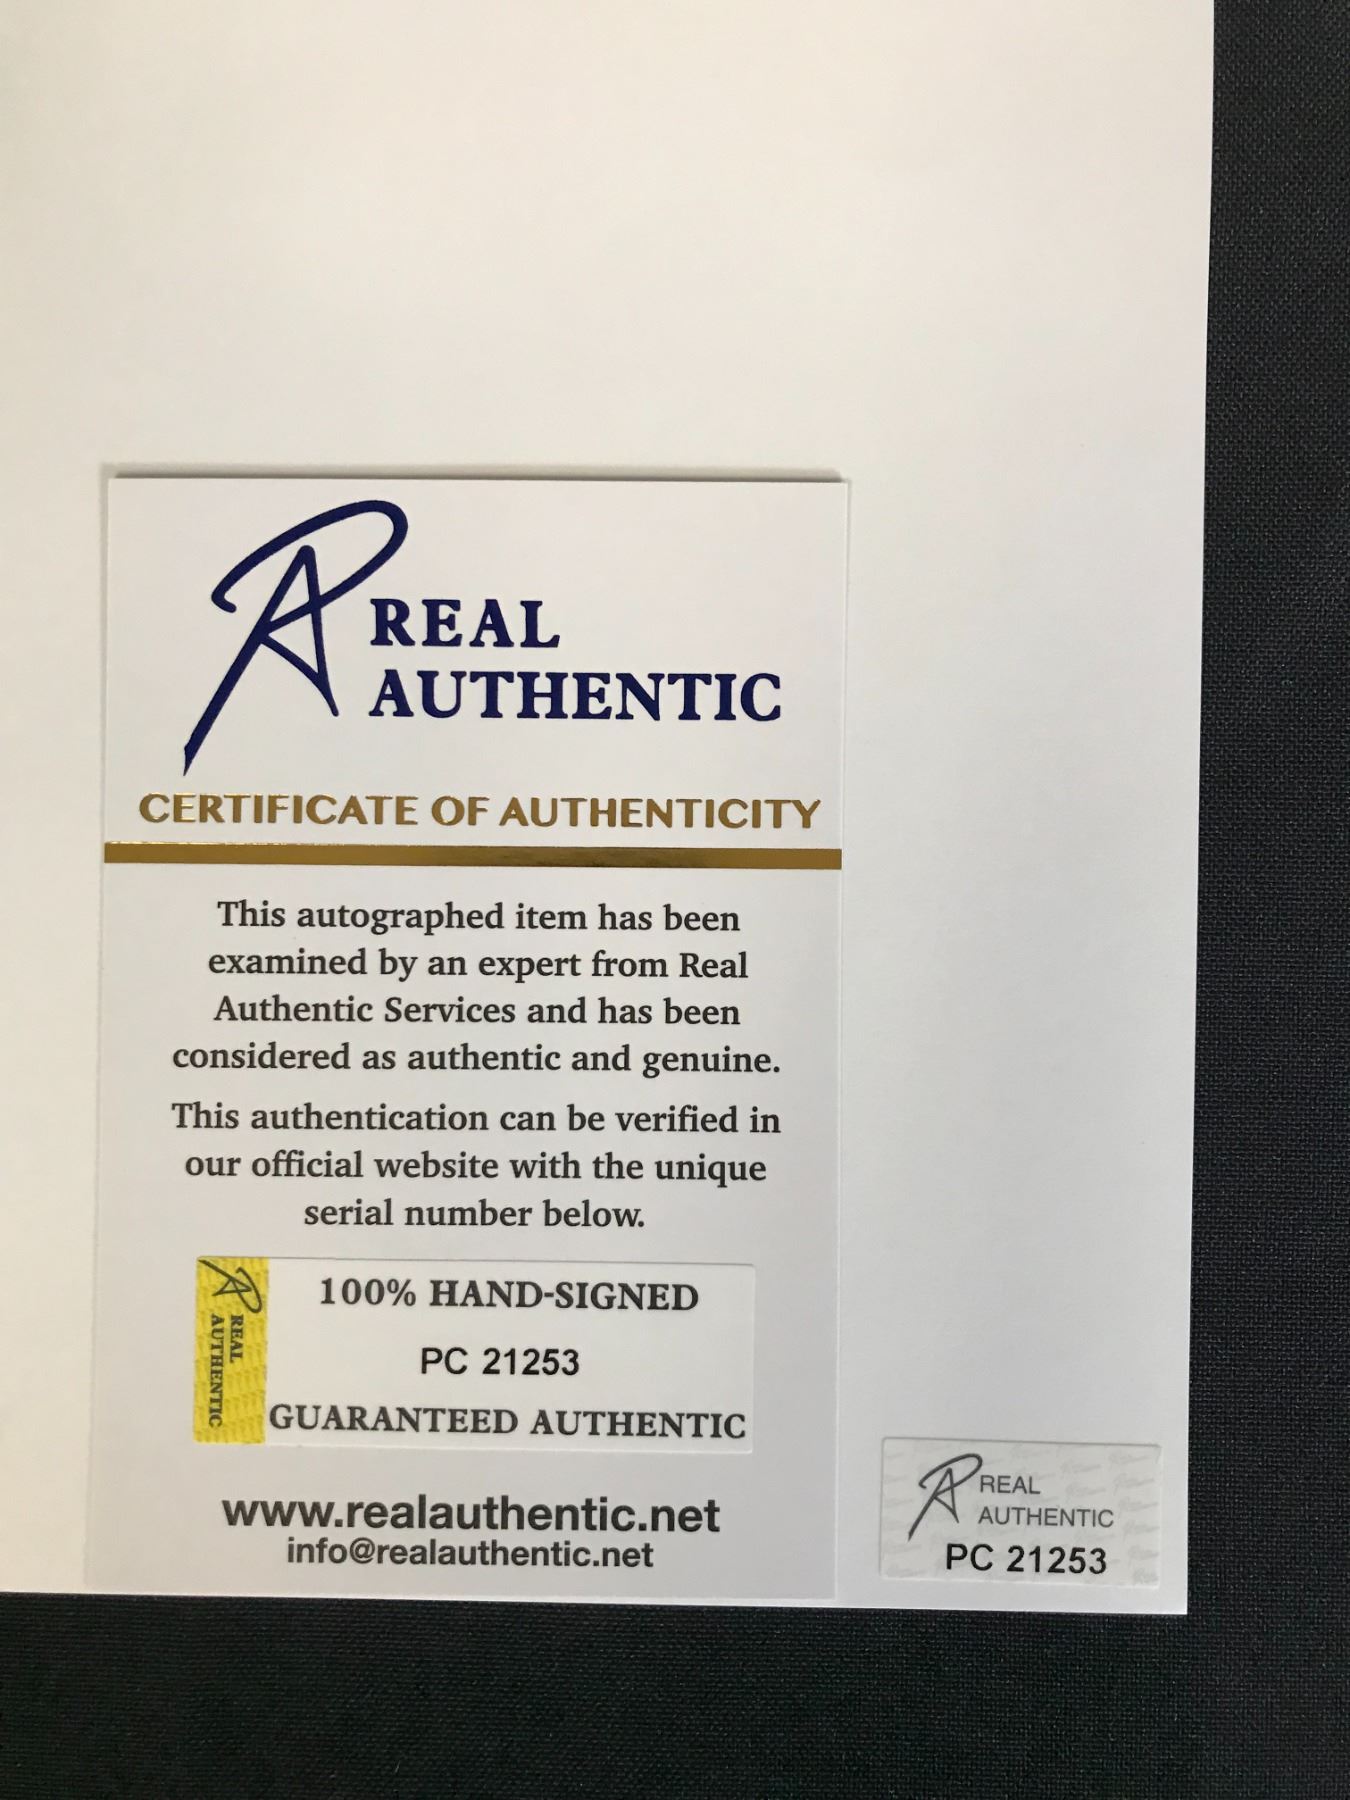 REAL
AUTHENTIC
CERTIFICATE OF AUTHENTICITY
This autographed item has been
examined by an expert from Real
Authentic Services and has been
considered as authentic and genuine.
This authentication can be verified in
our official website with the unique
serial number below.
REAL
AUTHENTIC
100% HAND-SIGNED
PC 21253
GUARANTEED AUTHENTIC
www.realauthentic.net
info@realauthentic.net
REAL
AUTHENTIC
PC 21253